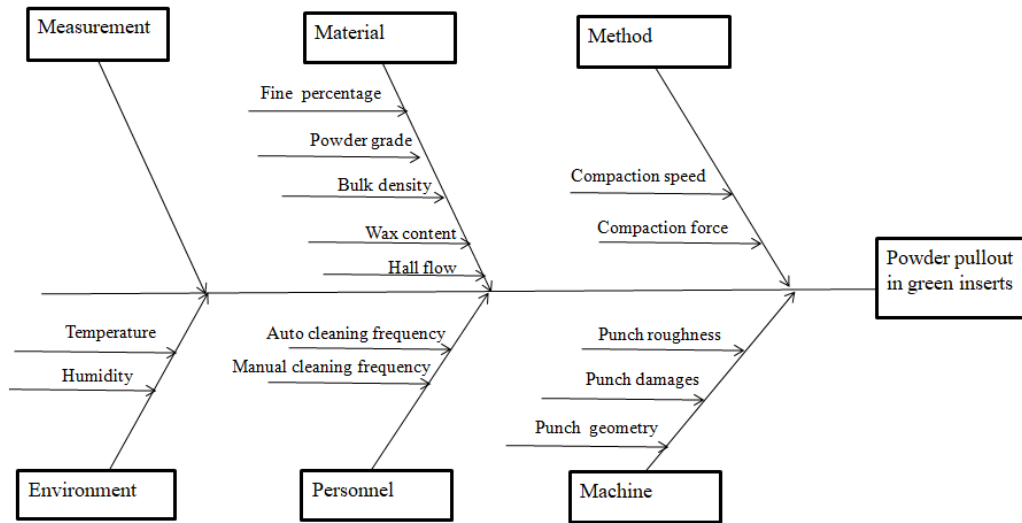 Measurement
Material
Method
Fine percentage
Powder grade
Bulk density
Wax content
Hall flow
Compaction speed
Compaction force
Powder pullout
in green inserts
Temperature
Humidity
Auto cleaning frequency
Manual cleaning frequency
Punch roughness
Punch damages
Punch geometry
Environment
Personnel
Machine